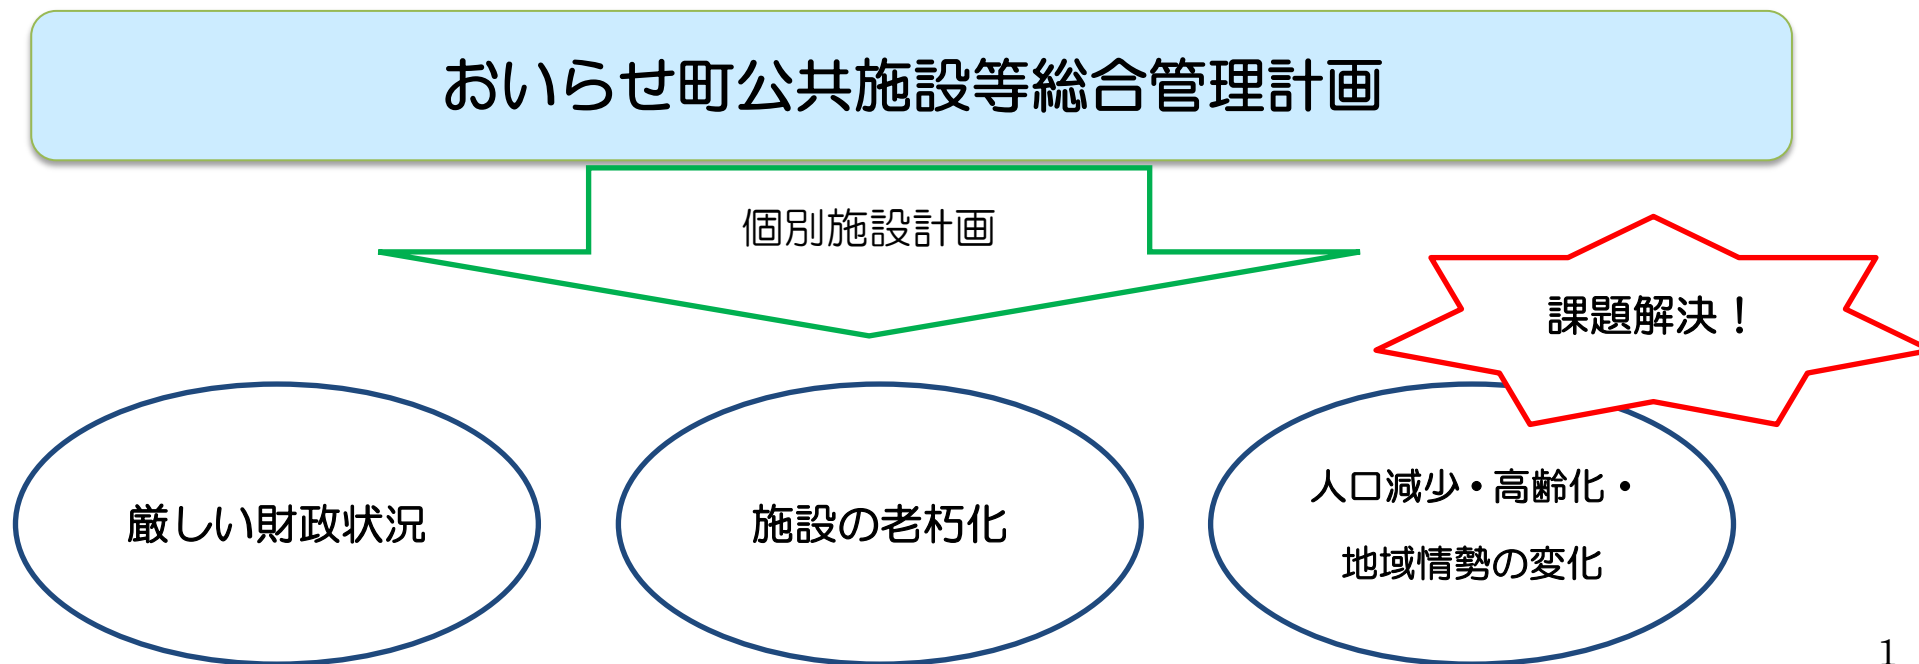 おいらせ町公共施設等総合管理計画
個別施設計画
課題解決！
厳しい財政状況
施設の老朽化
人口減少・高齢化・
地域情勢の変化
1